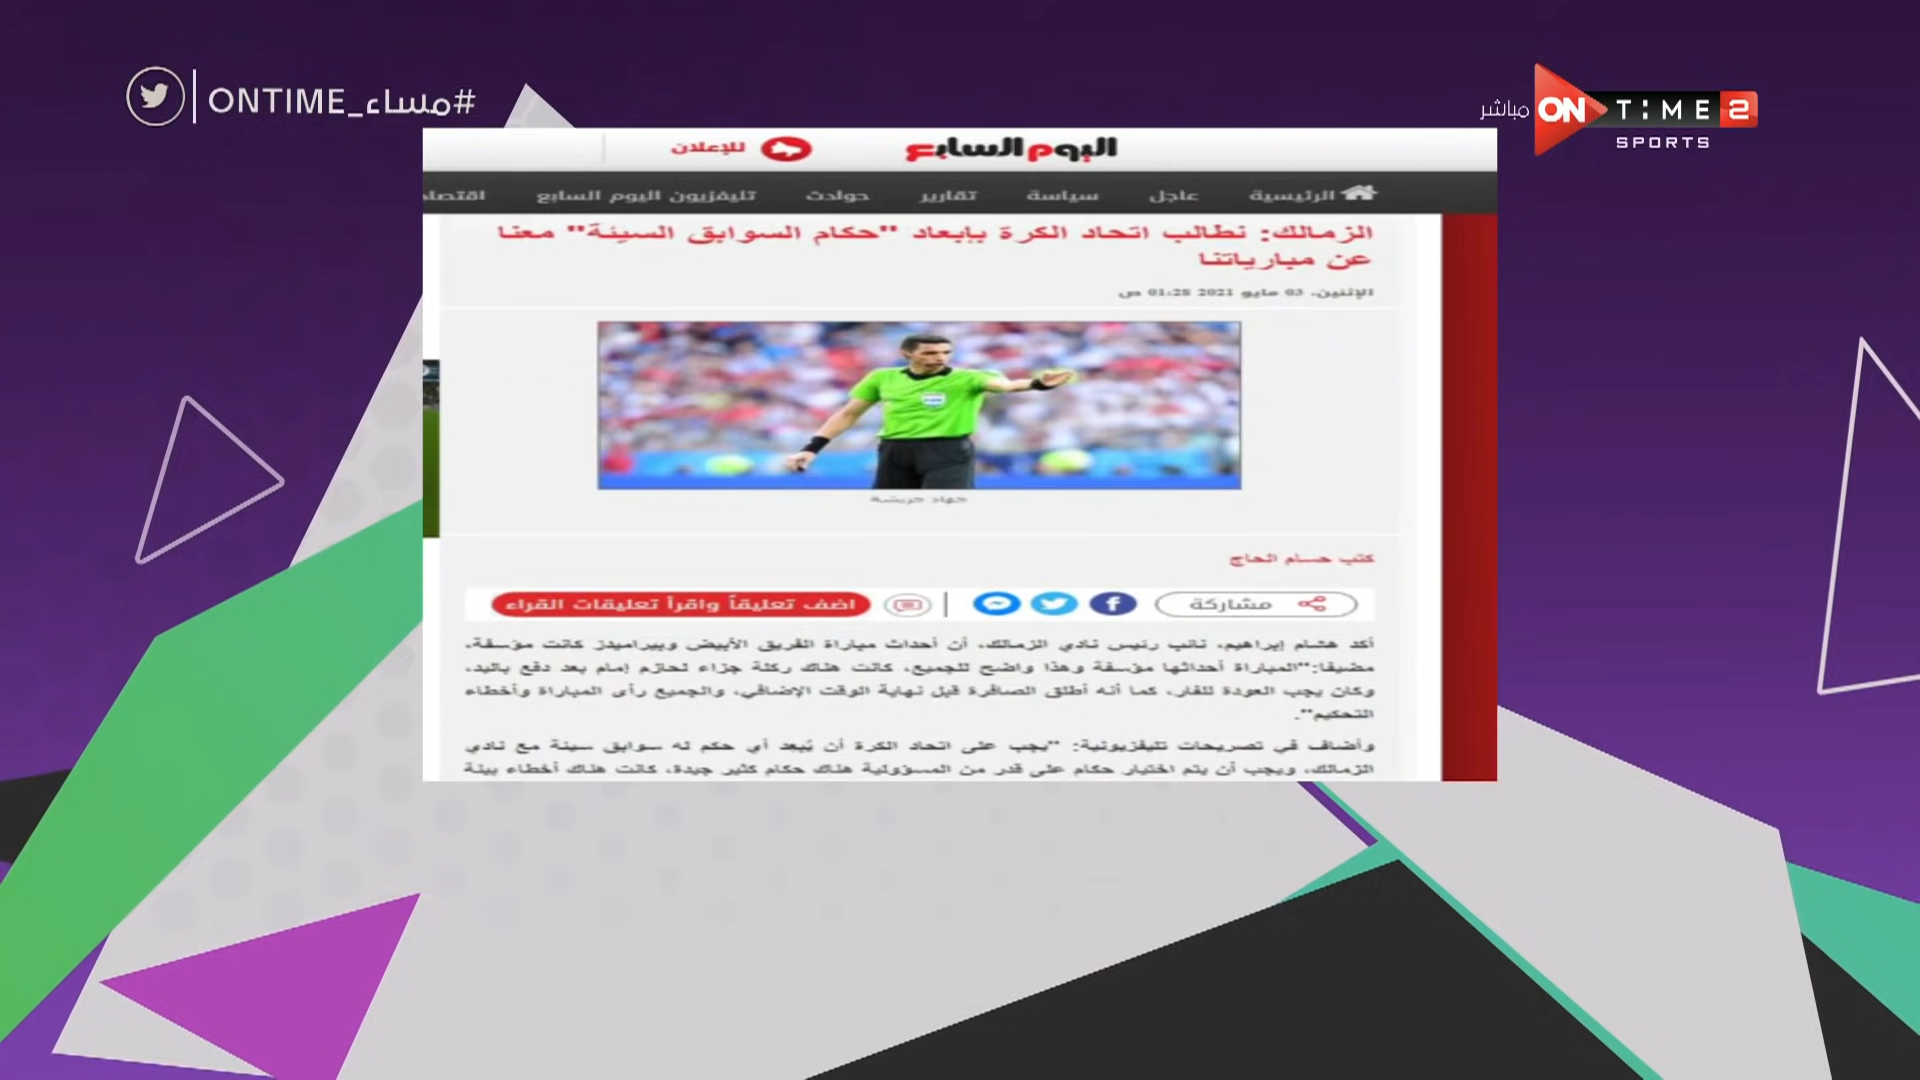 #مساء_ONTIME
مباشر
ON TIME 2
SPORTS
اليوم السابع
للإعلان
الرئيسية عاجل سياسة تقارير حوادث تليفزيون اليوم السابع اقتصاد
الزمالك: نطالب اتحاد الكرة بإبعاد "حكام السوابق السيئة" معنا
عن مبارياتنا
الإثنين، 03 مايو 2021 01:28 ص
جهاد جريشة
كتب حسام الحاج
مشاركة
اضف تعليقاً واقرأ تعليقات القراء
أكد هشام إبراهيم، نائب رئيس نادي الزمالك، أن أحداث مباراة الفريق الأبيض وبيراميدز كانت مؤسفة،
مضيفا:"المباراة أحداثها مؤسفة وهذا واضح للجميع، كانت هناك ركلة جزاء لحازم إمام بعد دفع باليد،
وكان يجب العودة للفار، كما أنه أطلق الصافرة قبل نهاية الوقت الإضافي، والجميع رأى المباراة وأخطاء
التحكيم".
وأضاف في تصريحات تليفزيونية: "يجب على اتحاد الكرة أن يُبعد أي حكم له سوابق سيئة مع نادي
الزمالك، ويجب أن يتم اختيار حكام على قدر من المسؤولية هناك حكام كثير جيدة، كانت هناك أخطاء بينة